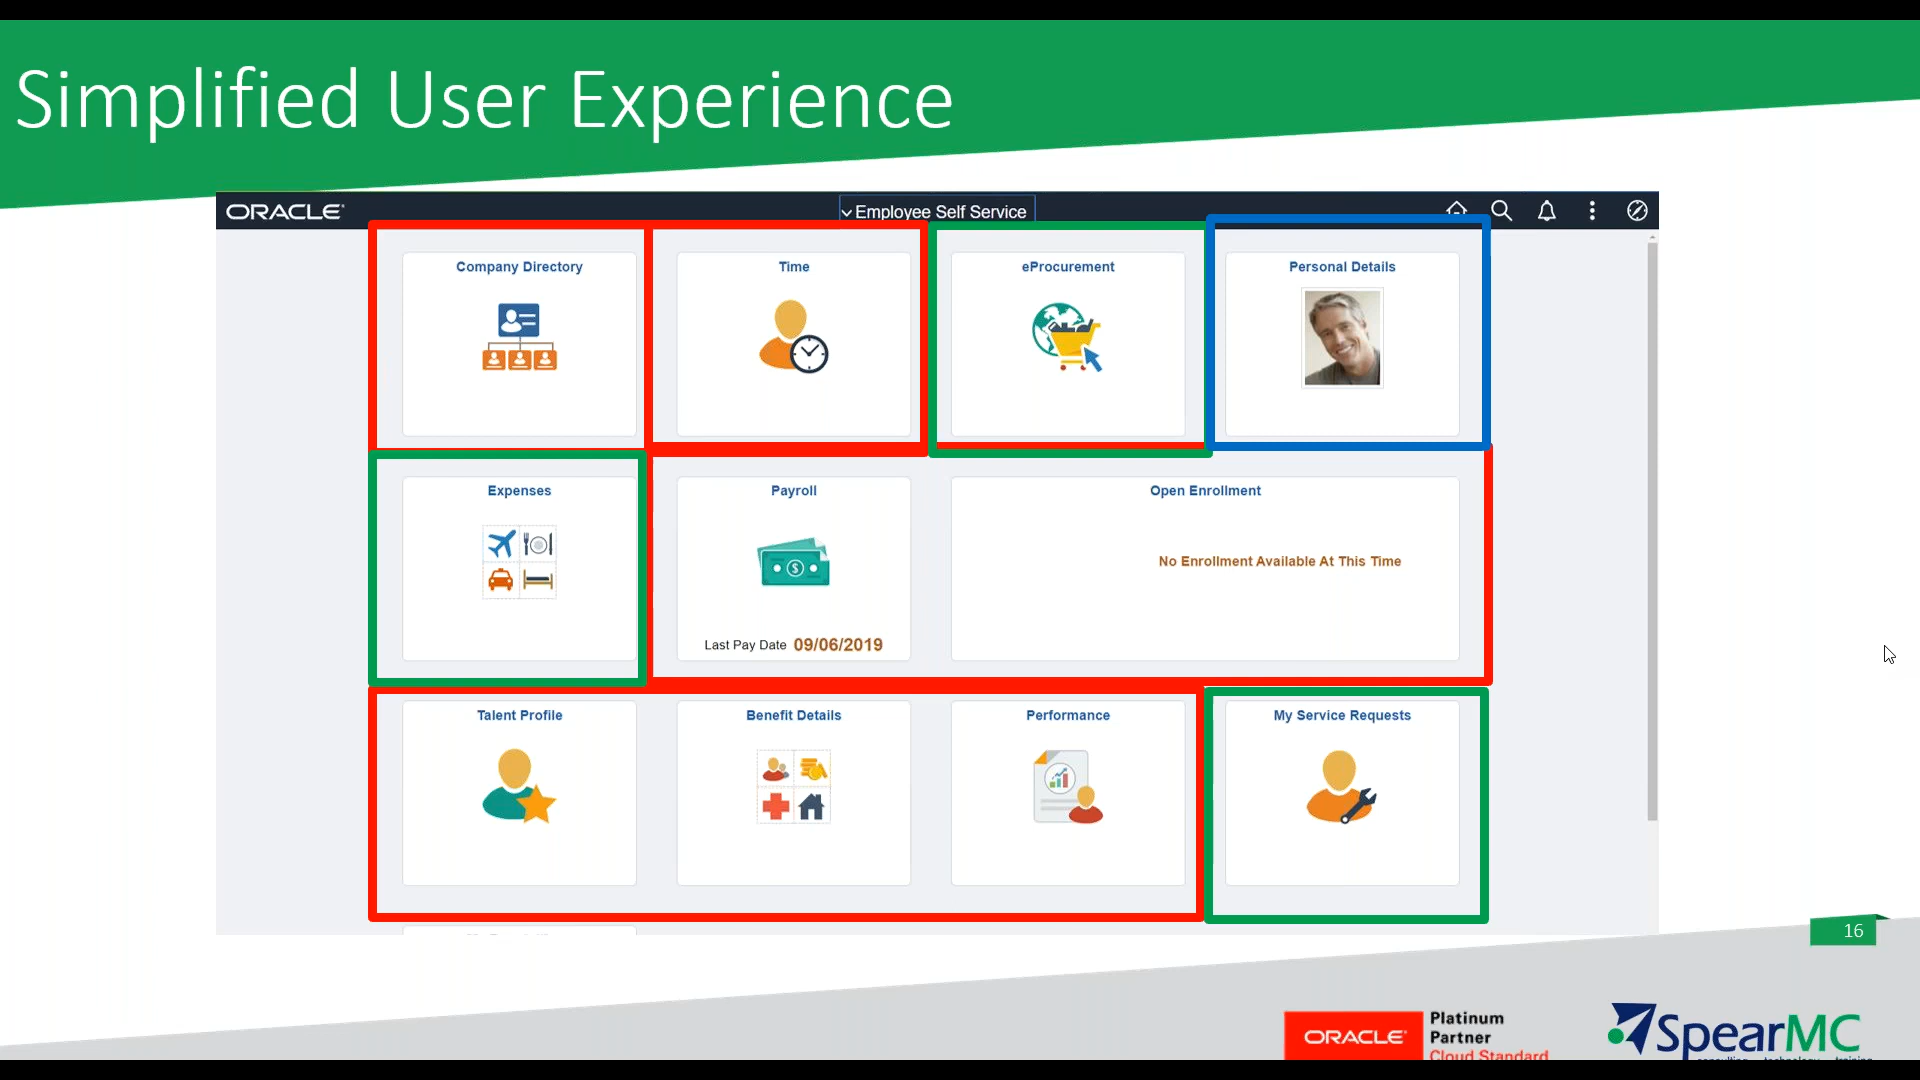 Simplified User Experience
ORACLE
Employee Self Service
Company Directory
Time
eProcurement
Personal Details
Expenses
Payroll
Open Enrollment
No Enrollment Available At This Time
Last Pay Date 09/06/2019
Talent Profile
Benefit Details
Performance
My Service Requests
16
ORACLE
Platinum
Partner
Cloud Standard
SpearMC